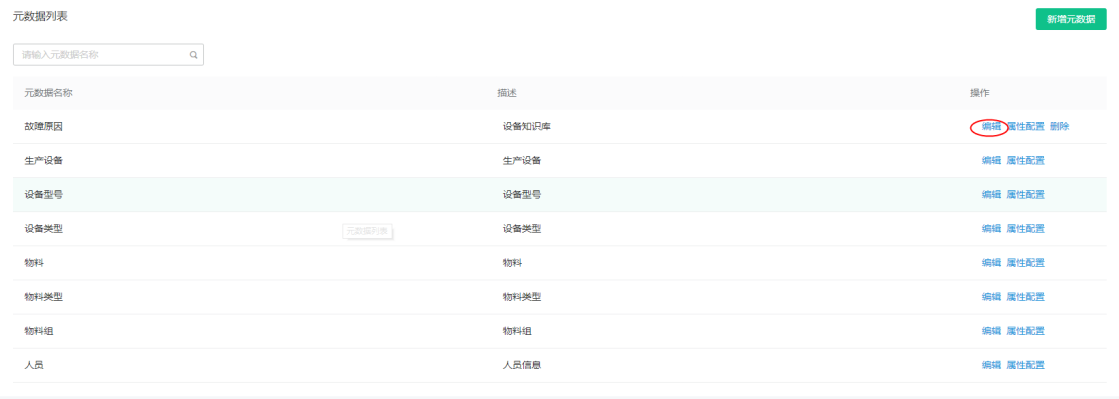 元数据列表
新增元数据
请输入元数据名称
元数据名称 描述 操作
故障原因 设备知识库 编辑 属性配置 删除
生产设备 生产设备 编辑 属性配置
设备型号 设备型号 编辑 属性配置
设备类型 设备类型 编辑 属性配置
元数据列表
物料 物料 编辑 属性配置
物料类型 物料类型 编辑 属性配置
物料组 物料组 编辑 属性配置
人员 人员信息 编辑 属性配置